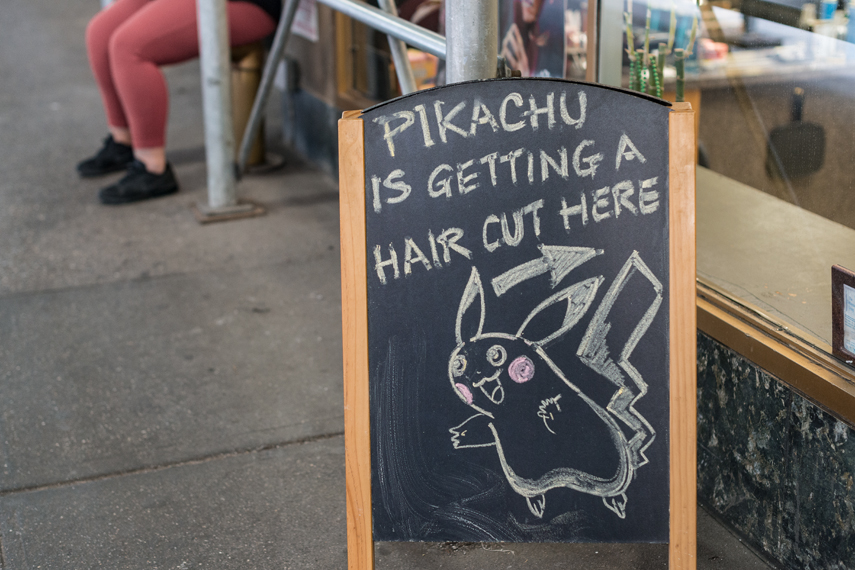 PIKACHU
IS GETTING A
HAIR CUT HERE